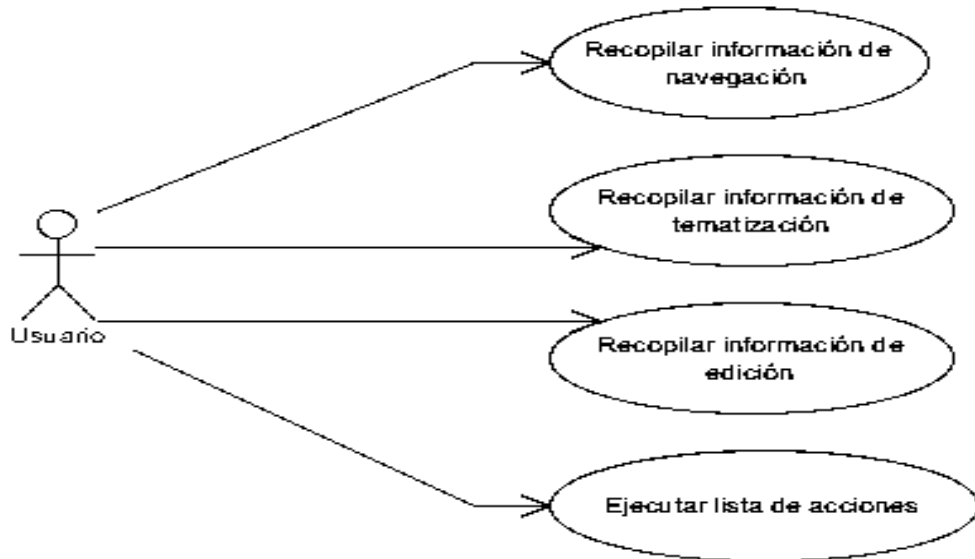 Recopilar información de
navegación
Recopilar información de
tematización
Usuario
Recopilar información de
edición
Ejecutar lista de acciones